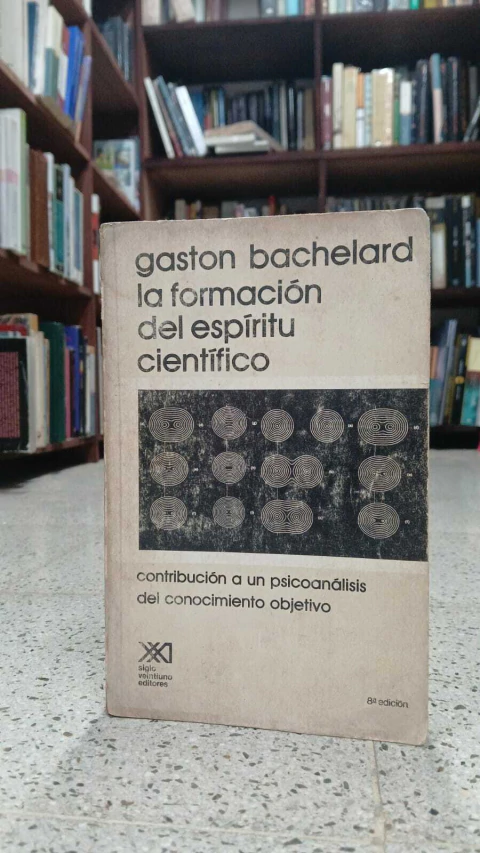 gaston bachelard
la formación
del espíritu
científico
contribución a un psicoanálisis
del conocimiento objetivo
siglo
veintiuno
editores
8ª edición